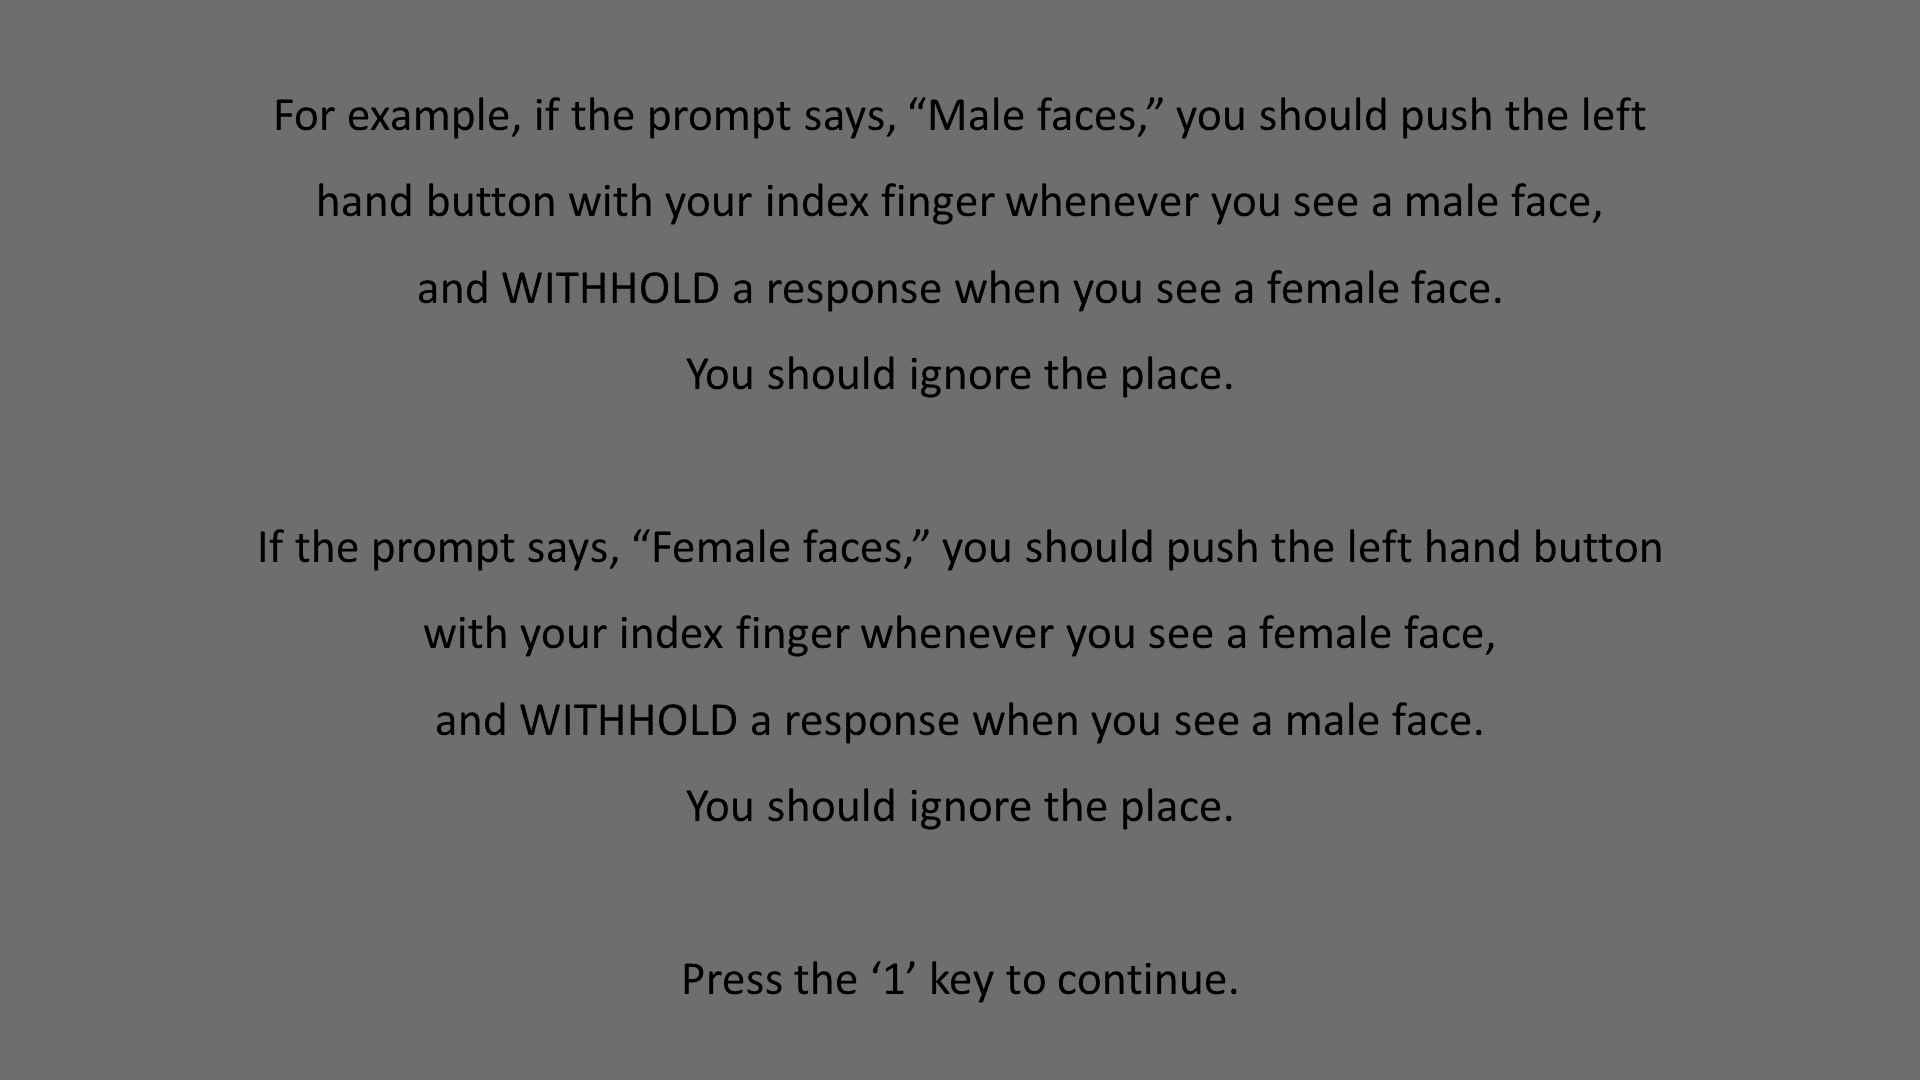 For example, if the prompt says, “Male faces,” you should push the left
hand button with your index finger whenever you see a male face,
and WITHHOLD a response when you see a female face.
You should ignore the place.
If the prompt says, “Female faces,” you should push the left hand button
with your index finger whenever you see a female face,
and WITHHOLD a response when you see a male face.
You should ignore the place.
Press the ‘1’ key to continue.